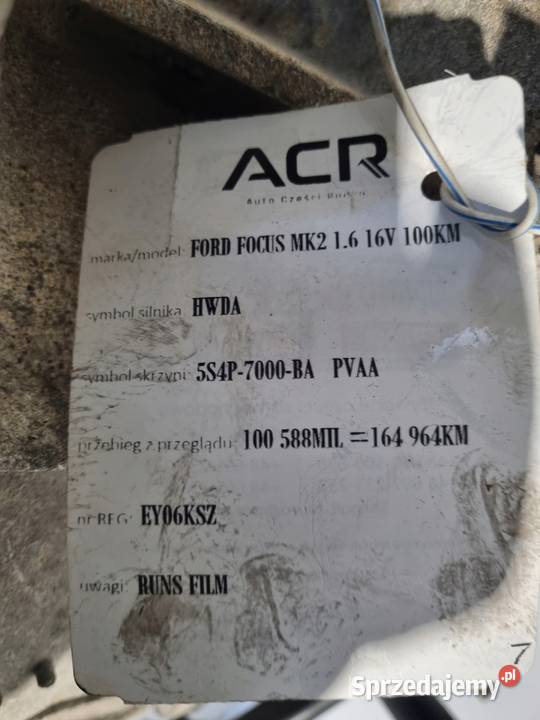 ACR
Auto Części Rudka
marka/model: FORD FOCUS MK2 1.6 16V 100KM
symbol silnika: HWDA
symbol skrzyni: 5S4P-7000-BA PVAA
przebieg z przeglądu: 100 588MIL =164 964KM
nr REG: EY06KSZ
uwagi: RUNS FILM
7
Sprzedajemy.pl